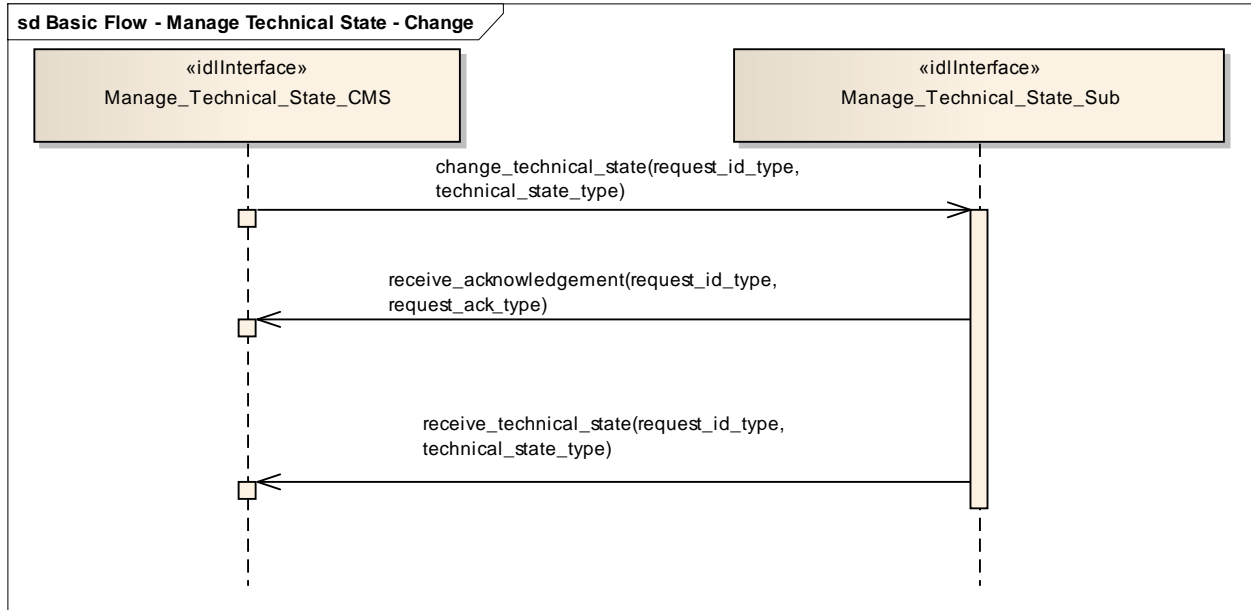 sd Basic Flow - Manage Technical State - Change
«idlInterface»
Manage_Technical_State_CMS
«idlInterface»
Manage_Technical_State_Sub
change_technical_state(request_id_type,
technical_state_type)
receive_acknowledgement(request_id_type,
request_ack_type)
receive_technical_state(request_id_type,
technical_state_type)